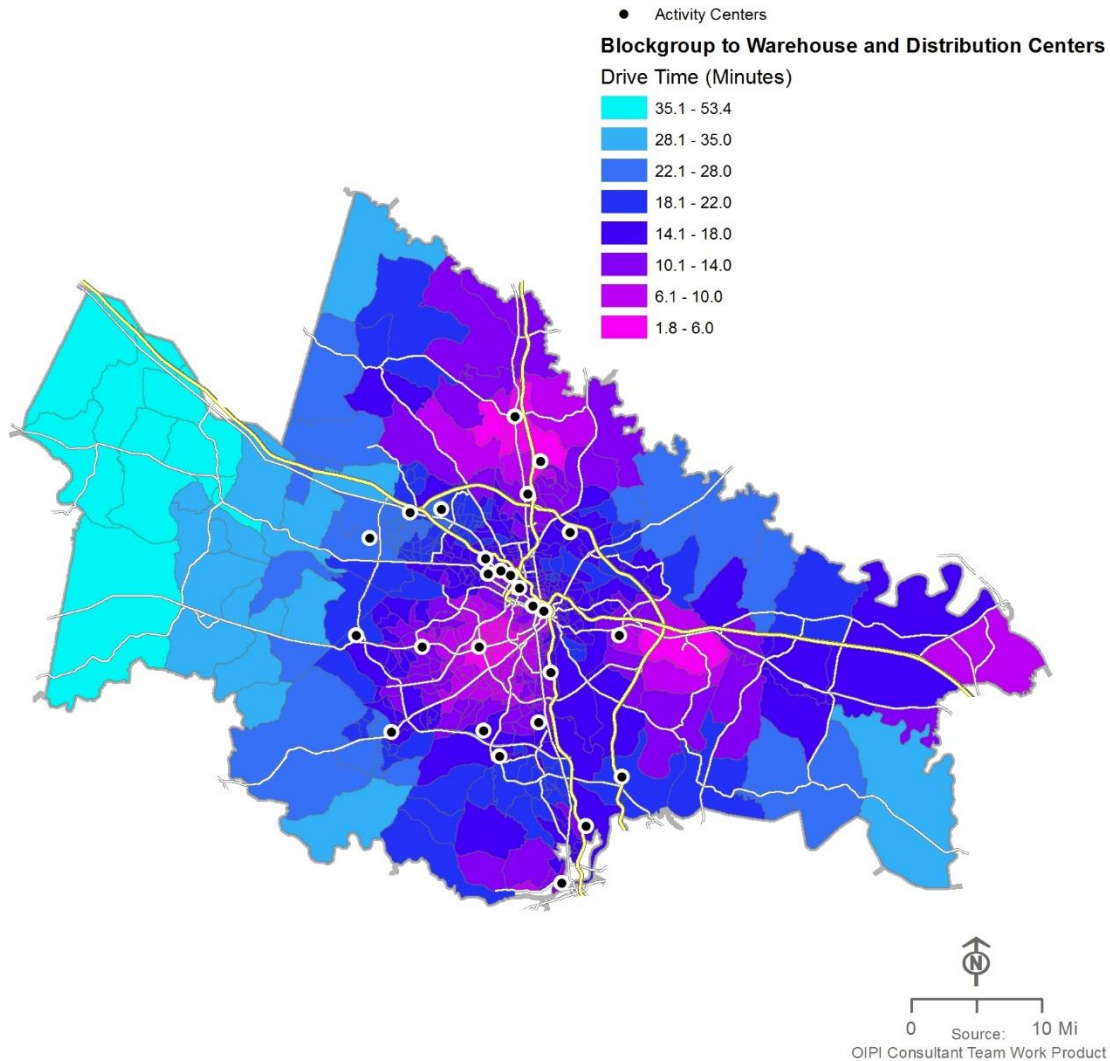 Activity Centers
Blockgroup to Warehouse and Distribution Centers
Drive Time (Minutes)
35.1 - 53.4
28.1 - 35.0
22.1 - 28.0
18.1 - 22.0
14.1 - 18.0
10.1 - 14.0
6.1 - 10.0
1.8 - 6.0
N
0 10 Mi
Source:
OIPI Consultant Team Work Product